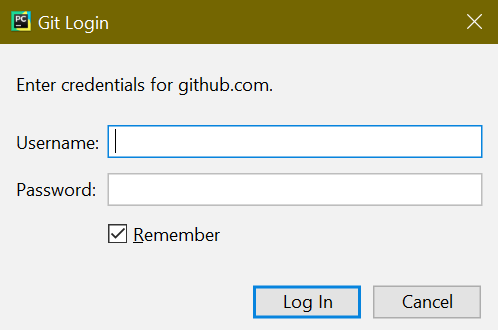 PC Git Login
Enter credentials for github.com.
Username:
Password:
Remember
Log In Cancel